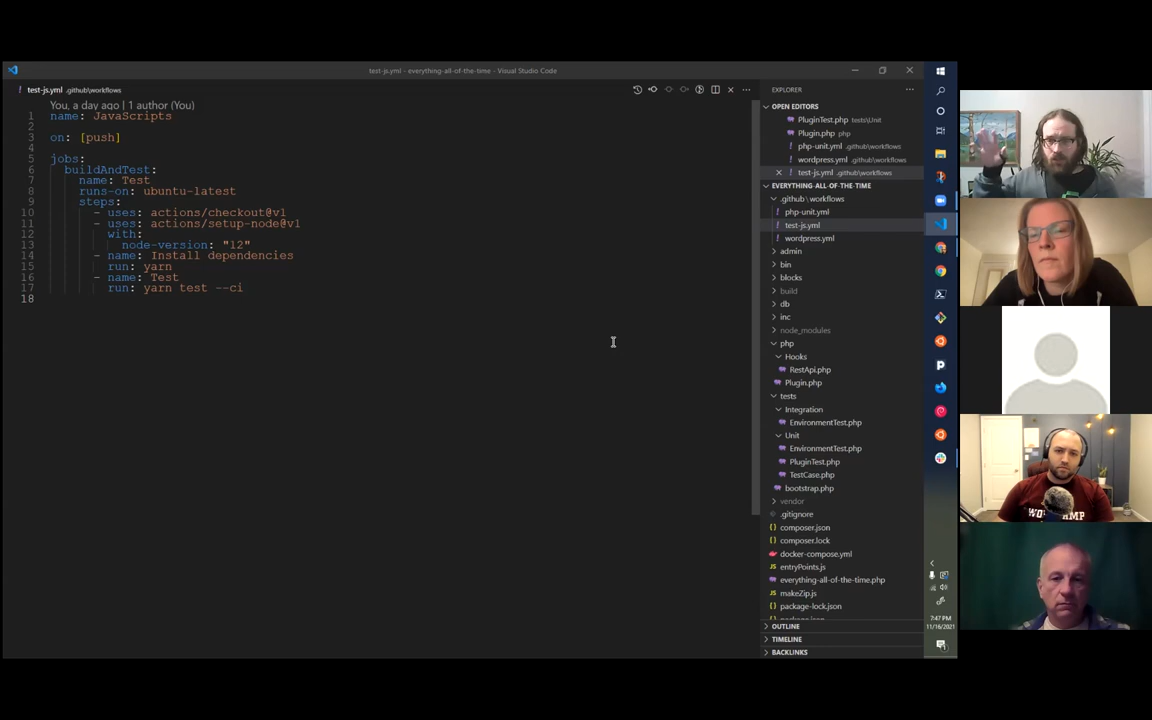 test-js.yml - everything-all-of-the-time - Visual Studio Code
test-js.yml .github\workflows
You, a day ago | 1 author (You)
1 name: JavaScripts
2
3 on: [push]
4
5 jobs:
6 buildAndTest:
7 name: Test
8 runs-on: ubuntu-latest
9 steps:
10 - uses: actions/checkout@v1
11 - uses: actions/setup-node@v1
12 with:
13 node-version: "12"
14 - name: Install dependencies
15 run: yarn
16 - name: Test
17 run: yarn test --ci
18
EXPLORER
OPEN EDITORS
PluginTest.php tests\Unit
Plugin.php php
php-unit.yml .github\workflows
wordpress.yml .github\workflows
test-js.yml .github\workflows
EVERYTHING-ALL-OF-THE-TIME
.github \ workflows
php-unit.yml
test-js.yml
wordpress.yml
admin
bin
blocks
build
db
inc
node_modules
php
Hooks
RestApi.php
Plugin.php
tests
Integration
EnvironmentTest.php
Unit
EnvironmentTest.php
PluginTest.php
TestCase.php
bootstrap.php
vendor
.gitignore
composer.json
composer.lock
docker-compose.yml
entryPoints.js
everything-all-of-the-time.php
makeZip.js
package-lock.json
OUTLINE
TIMELINE
BACKLINKS
7:47 PM
11/16/2021